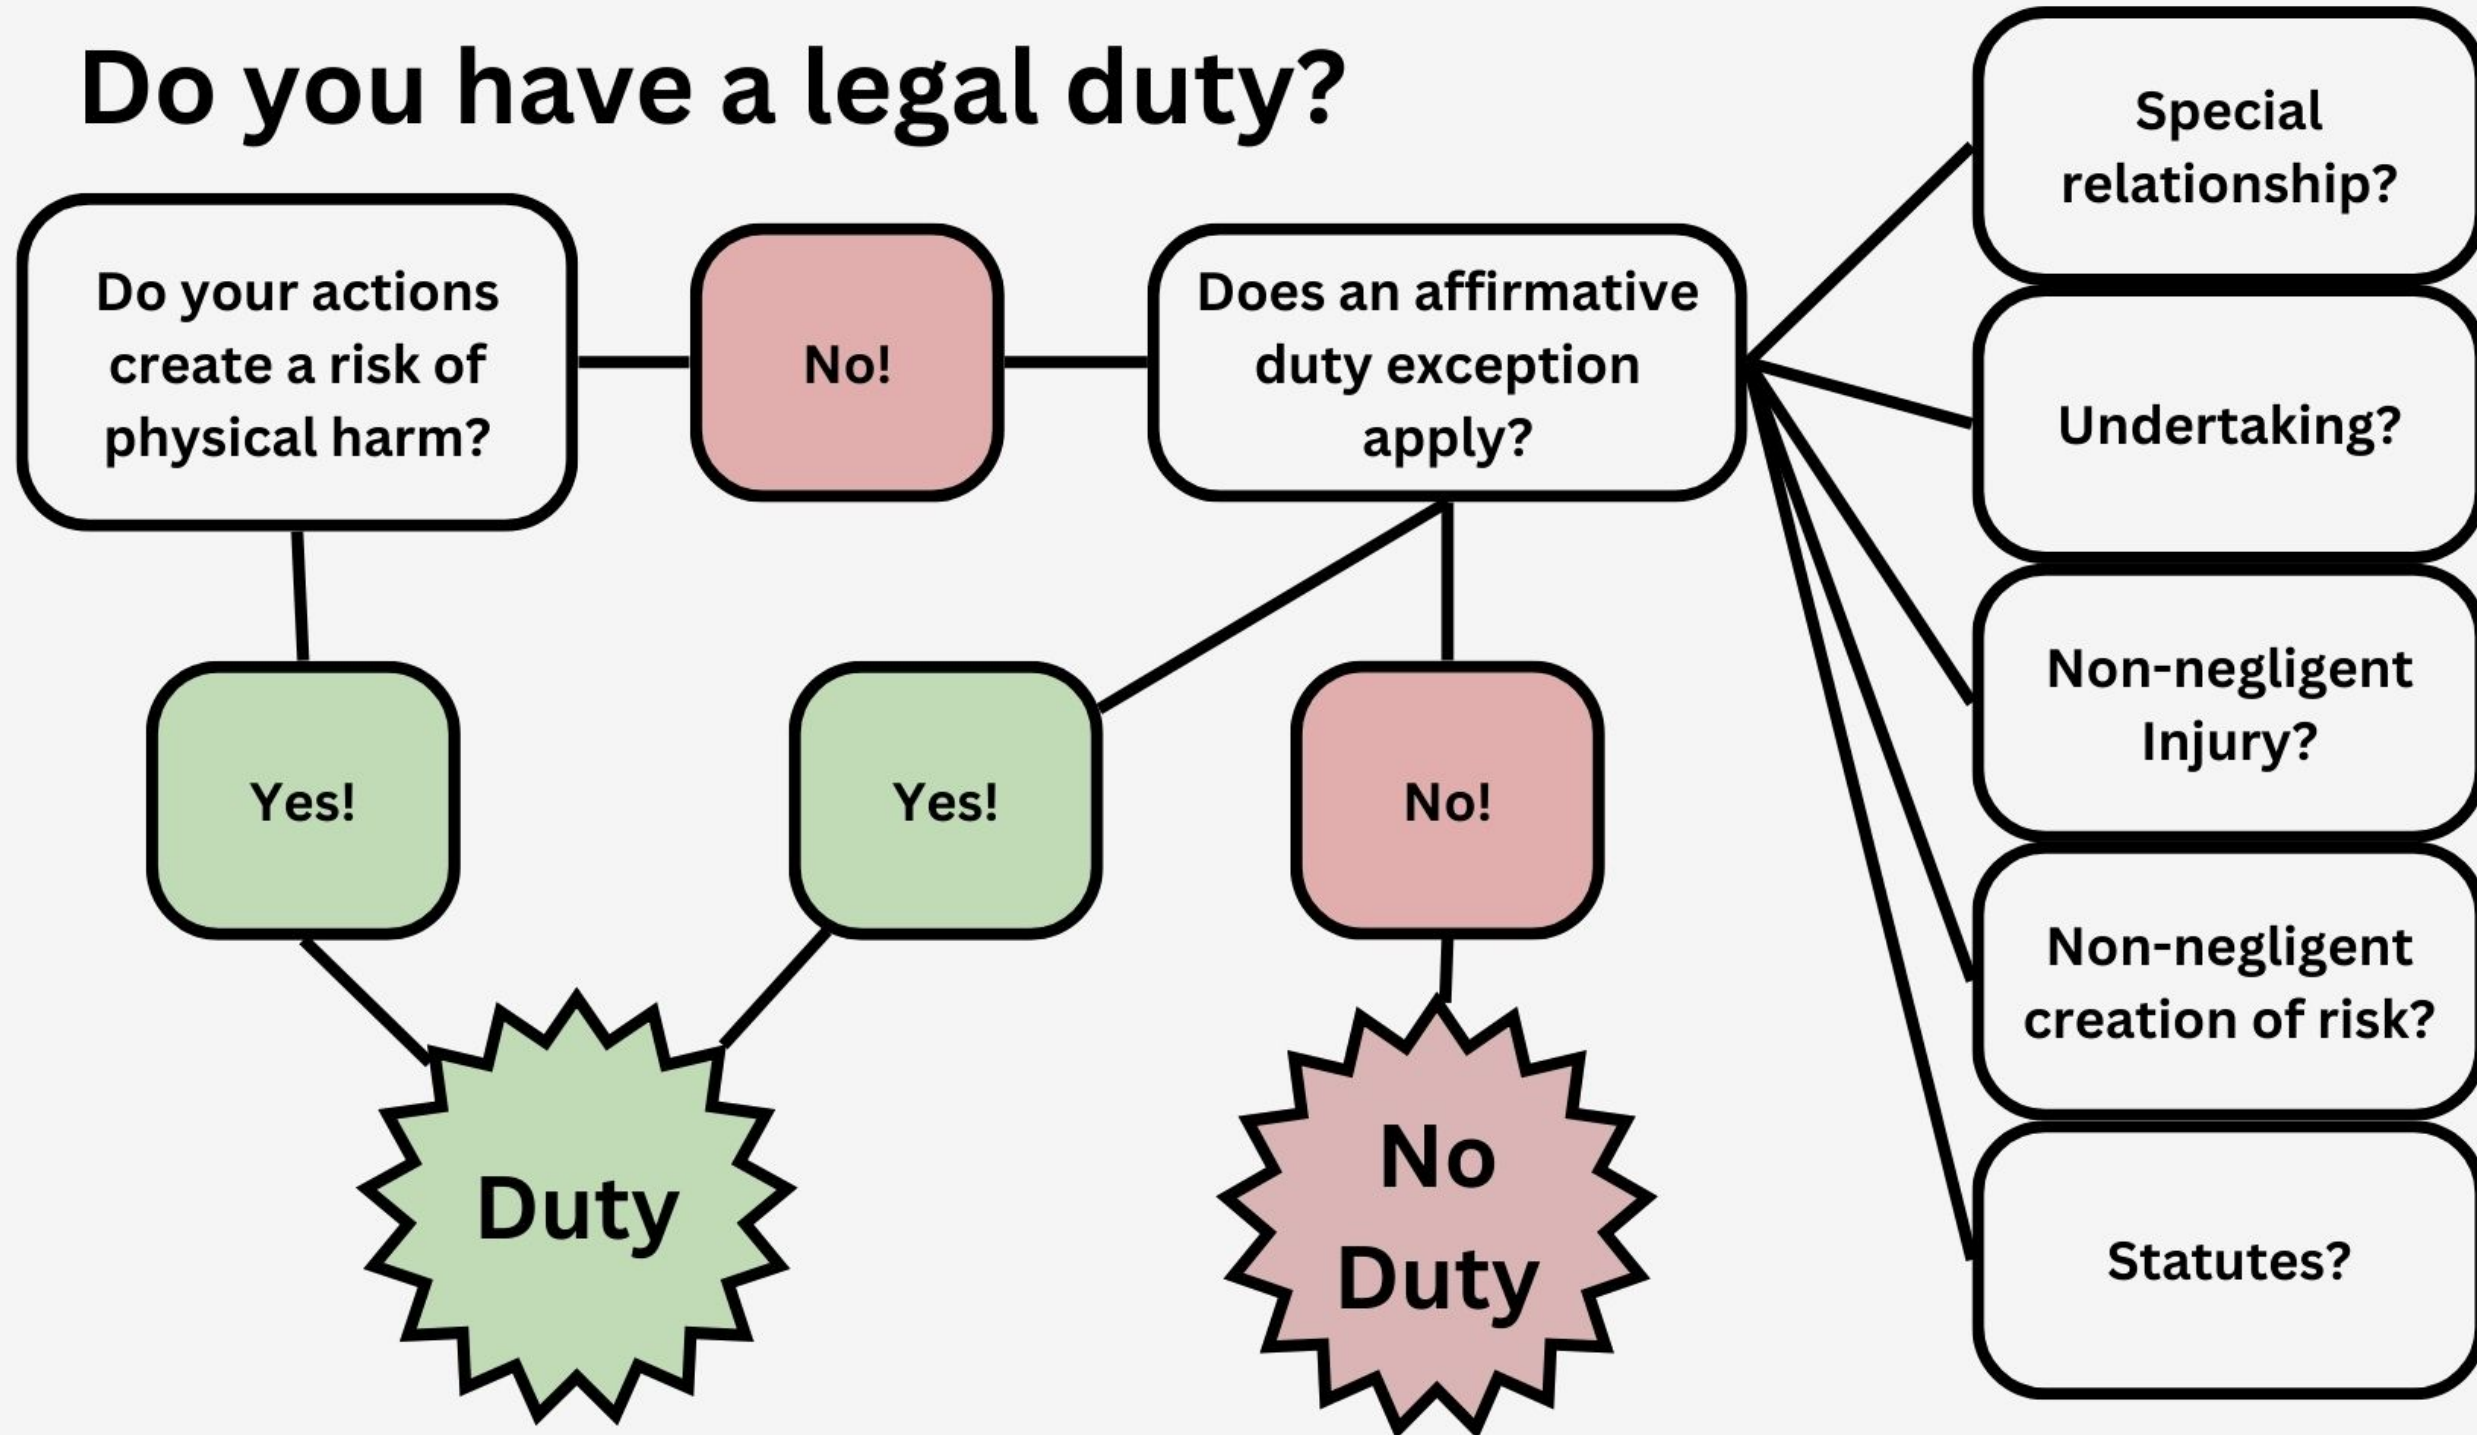 Do you have a legal duty?
Do your actions
create a risk of
physical harm?
No!
Does an affirmative
duty exception
apply?
Special
relationship?
Undertaking?
Non-negligent
Injury?
Non-negligent
creation of risk?
Statutes?
Yes!
Yes!
No!
Duty
No
Duty